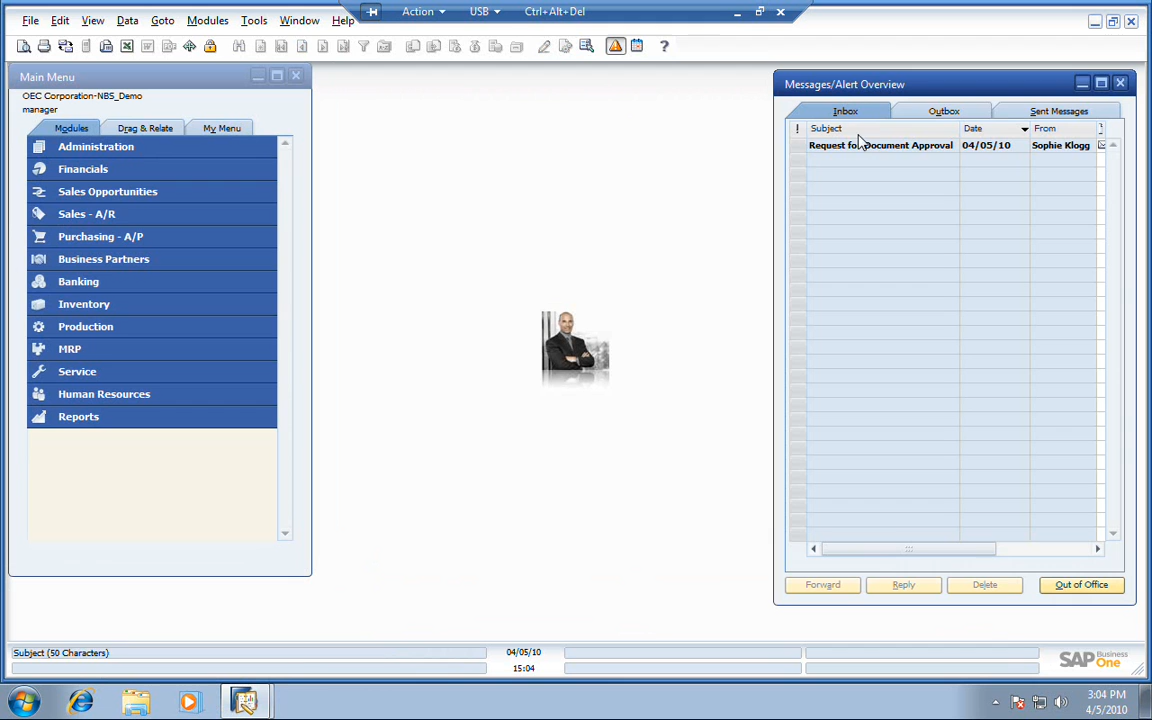 Action USB Ctrl+Alt+Del
File Edit View Data Goto Modules Tools Window Help
Main Menu
OEC Corporation-NBS_Demo
manager
Modules Drag & Relate My Menu
Administration
Financials
Sales Opportunities
Sales - A/R
Purchasing - A/P
Business Partners
Banking
Inventory
Production
MRP
Service
Human Resources
Reports
Messages/Alert Overview
Inbox Outbox Sent Messages
! Subject Date From
Request for Document Approval 04/05/10 Sophie Klogg
Forward Reply Delete Out of Office
Subject (50 Characters) 04/05/10
15:04
SAP Business One
3:04 PM
4/5/2010